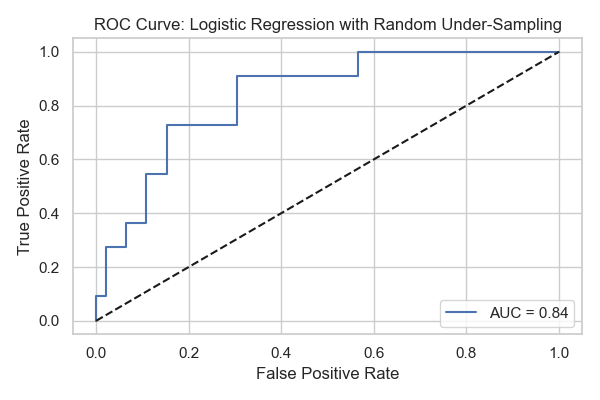 ROC Curve: Logistic Regression with Random Under-Sampling
1.0
0.8
0.6
0.4
0.2
0.0
True Positive Rate
AUC = 0.84
0.0 0.2 0.4 0.6 0.8 1.0
False Positive Rate